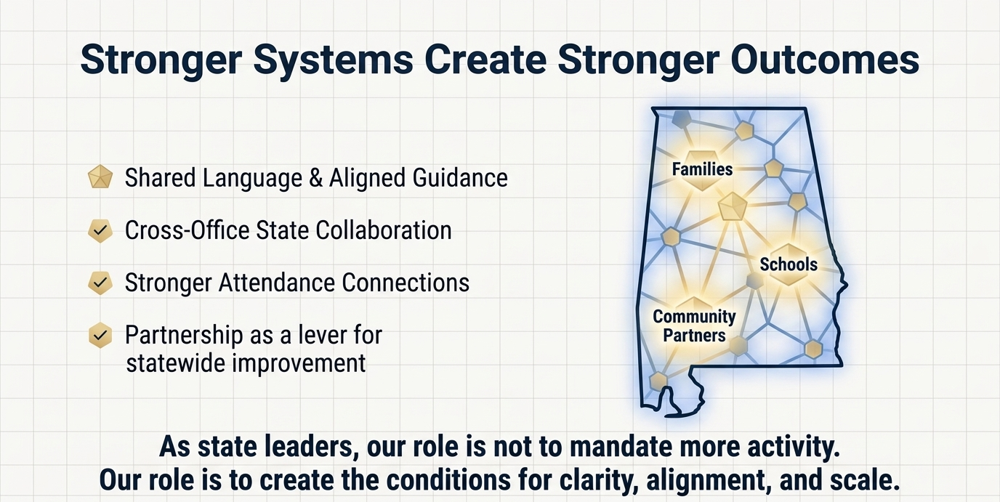 Stronger Systems Create Stronger Outcomes
Shared Language & Aligned Guidance
Cross-Office State Collaboration
Stronger Attendance Connections
Partnership as a lever for
statewide improvement
Families
Schools
Community
Partners
As state leaders, our role is not to mandate more activity.
Our role is to create the conditions for clarity, alignment, and scale.